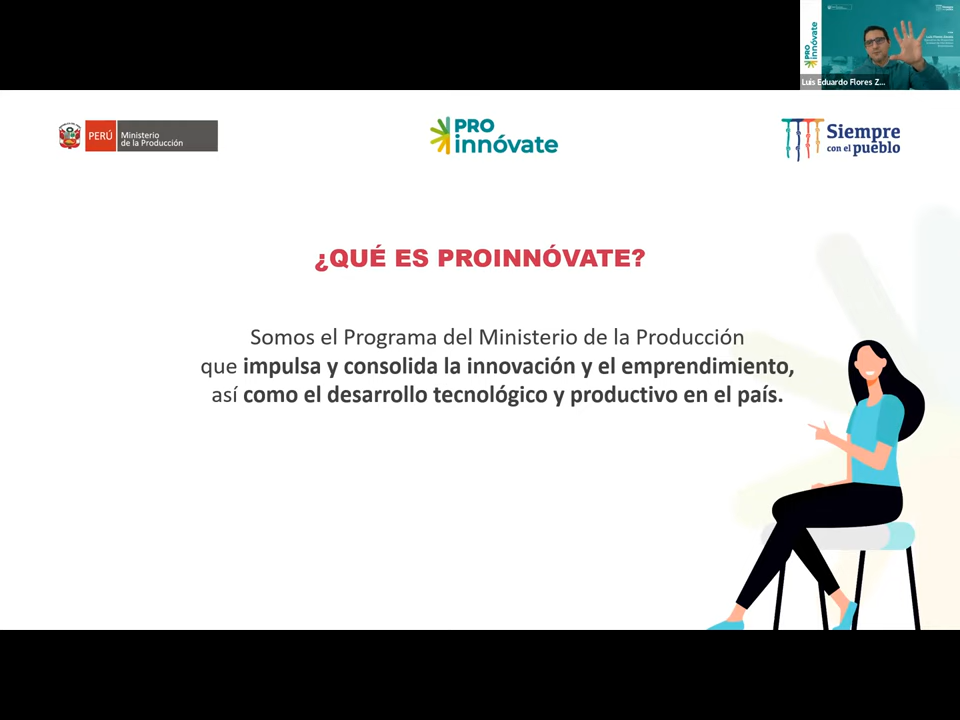 PRO
innóvate
Luis Eduardo Flores Z...
PERÚ
Ministerio
de la Producción
PRO
innóvate
Siempre
con el pueblo
¿QUÉ ES PROINNÓVATE?
Somos el Programa del Ministerio de la Producción
que impulsa y consolida la innovación y el emprendimiento,
así como el desarrollo tecnológico y productivo en el país.